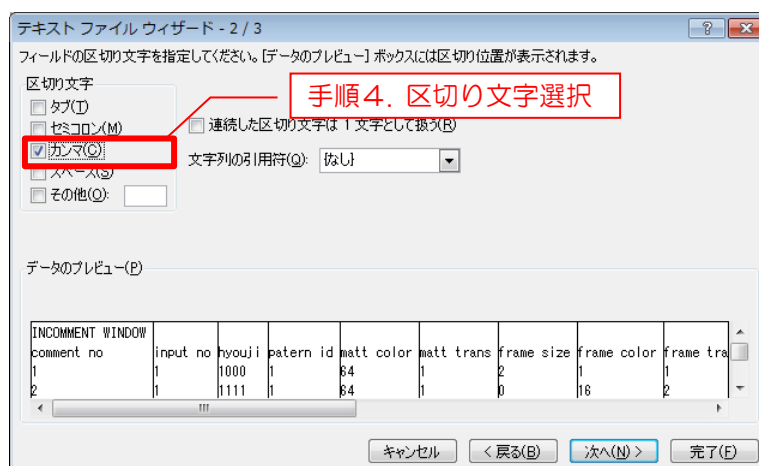 テキスト ファイル ウィザード - 2 / 3
フィールドの区切り文字を指定してください。[データのプレビュー] ボックスには区切り位置が表示されます。
区切り文字
タブ(T)
セミコロン(M)
カンマ(C)
スペース(S)
その他(O):
手順4．区切り文字選択
連続した区切り文字は 1 文字として扱う(R)
文字列の引用符(Q): {なし}
データのプレビュー(P)
INCOMMENT WINDOW
comment no input no hyouji patern id matt color matt trans frame size frame color frame tra
1 1 1000 1 64 1 2 1 1
2 1 1111 1 64 1 0 16 2
キャンセル < 戻る(B) 次へ(N) > 完了(F)